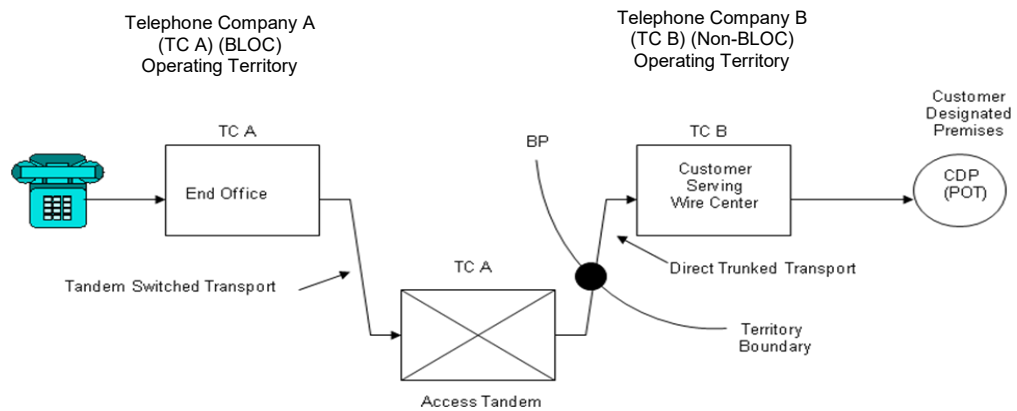 Telephone Company A
(TC A) (BLOC)
Operating Territory
Telephone Company B
(TC B) (Non-BLOC)
Operating Territory
Customer
Designated
Premises
TC A
BP
TC B
End Office
Customer
Serving
Wire Center
CDP
(POT)
Tandem Switched Transport
TC A
Direct Trunked Transport
Territory
Boundary
Access Tandem